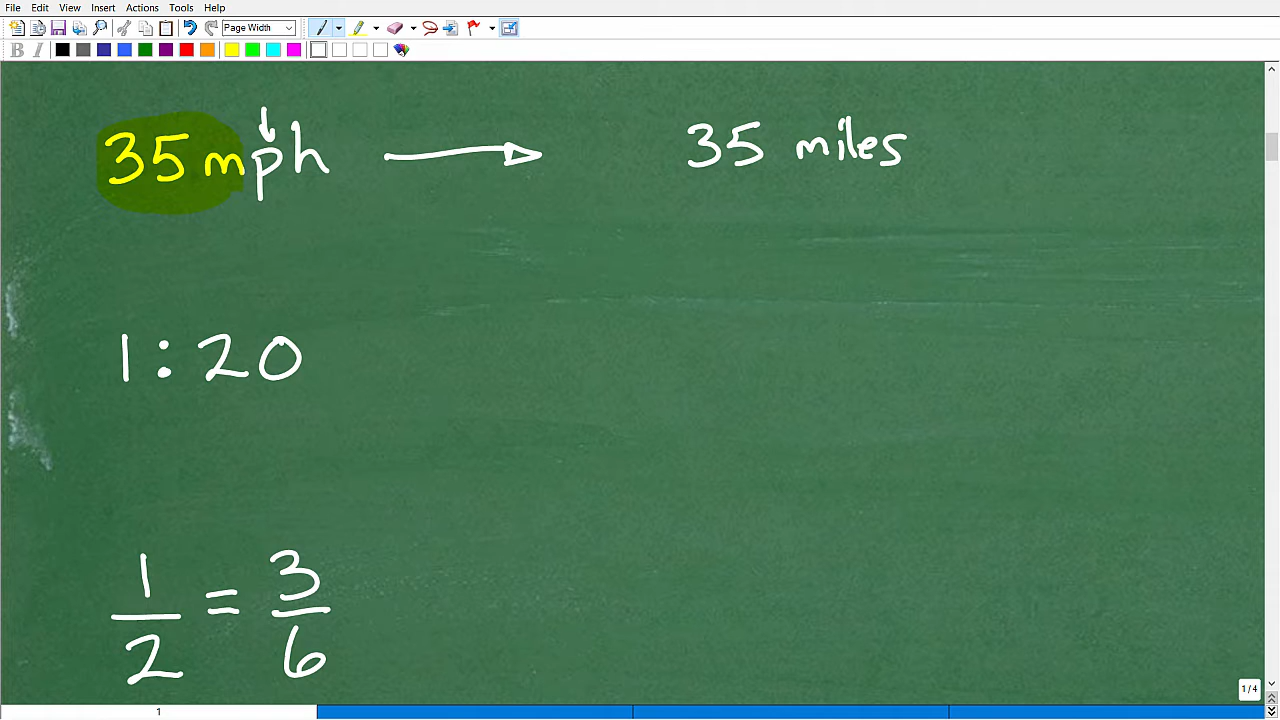 File Edit View Insert Actions Tools Help
Page Width
B I
35 mph → 35 miles
1 : 20
1/2 = 3/6
1/4
1